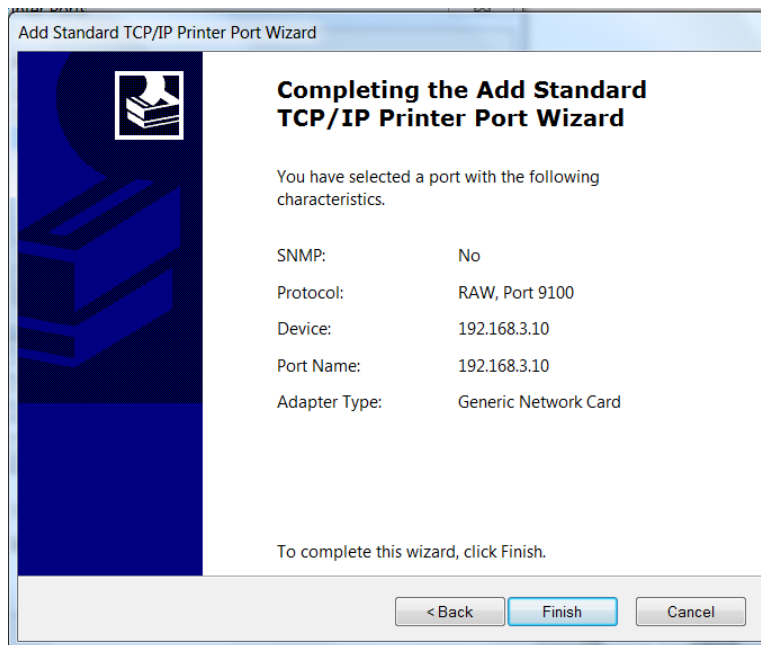 Add Standard TCP/IP Printer Port Wizard
Completing the Add Standard
TCP/IP Printer Port Wizard
You have selected a port with the following
characteristics.
SNMP: No
Protocol: RAW, Port 9100
Device: 192.168.3.10
Port Name: 192.168.3.10
Adapter Type: Generic Network Card
To complete this wizard, click Finish.
< Back Finish Cancel